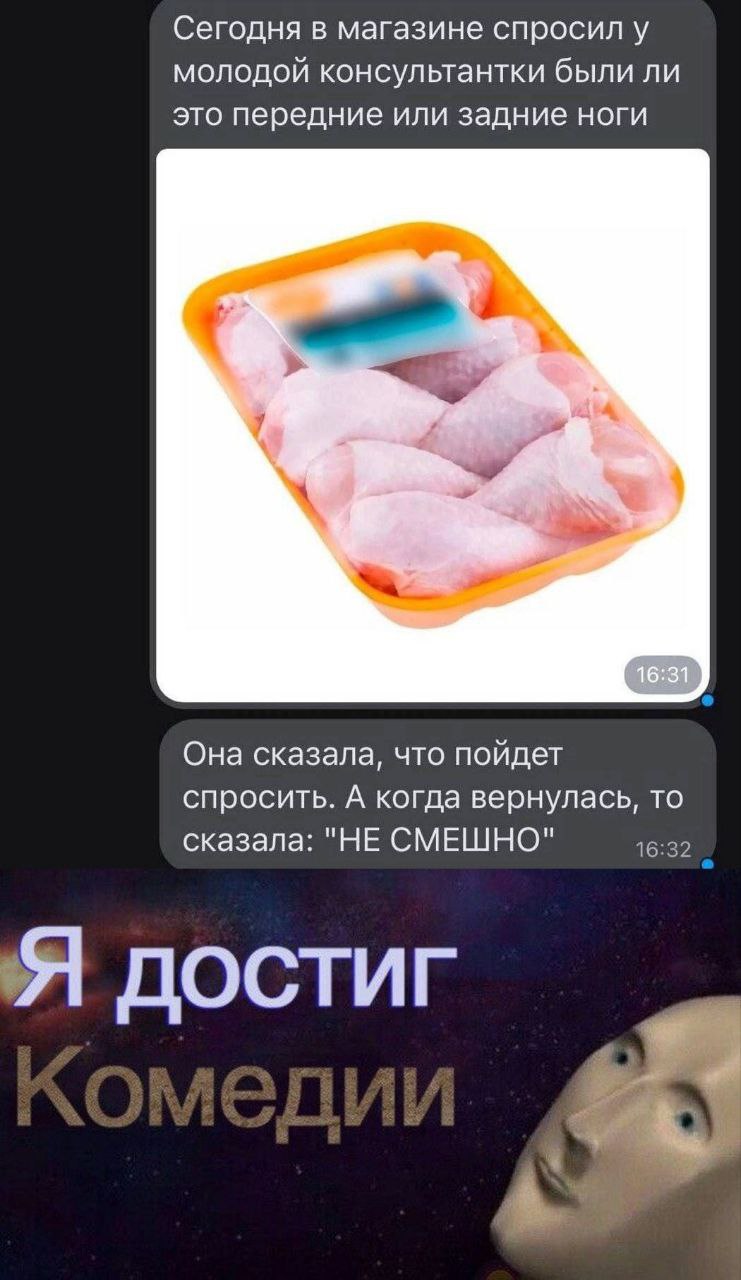 Сегодня в магазине спросил у
молодой консультантки были ли
это передние или задние ноги
16:31
Она сказала, что пойдет
спросить. А когда вернулась, то
сказала: "НЕ СМЕШНО"
16:32
Я достиг
Комедии